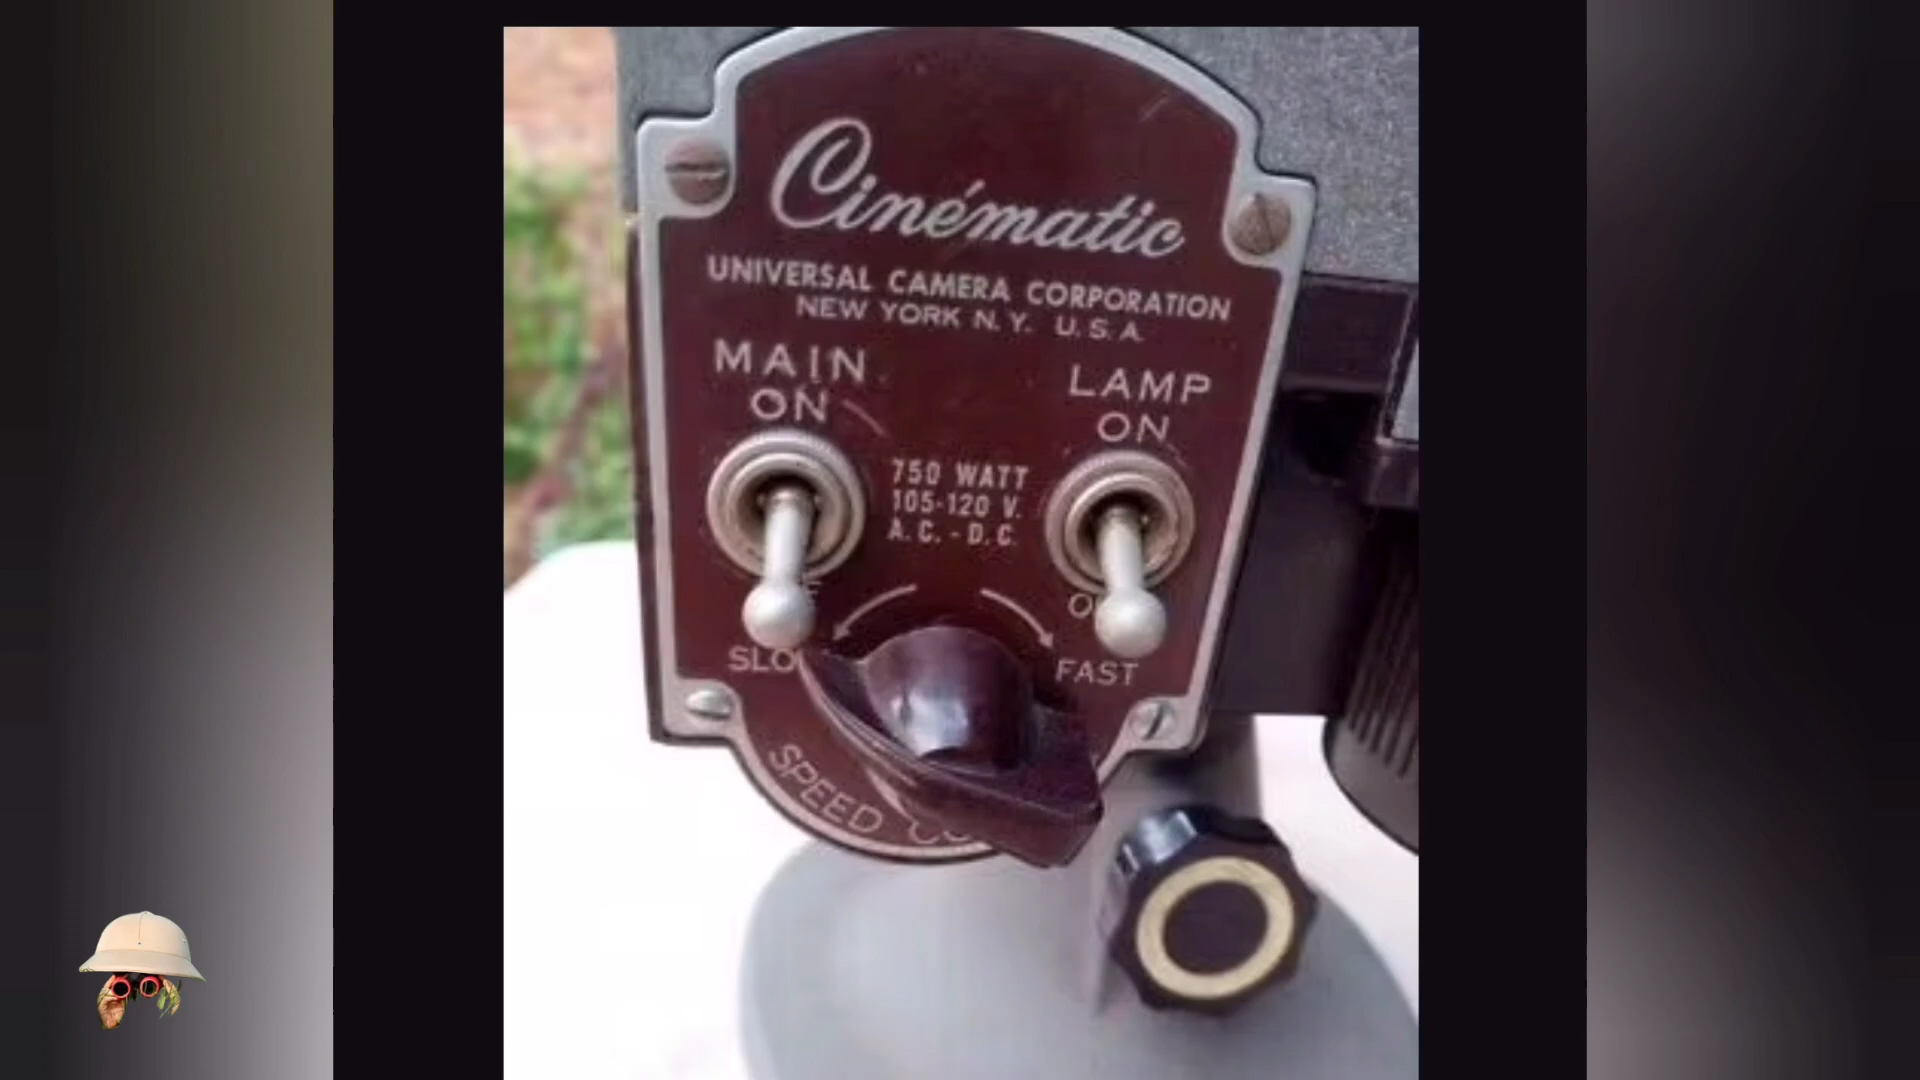 Cinématic
UNIVERSAL CAMERA CORPORATION
NEW YORK N.Y. U.S.A.
MAIN
ON
LAMP
ON
750 WATT
105-120 V.
A.C.-D.C.
FAST
SPEED